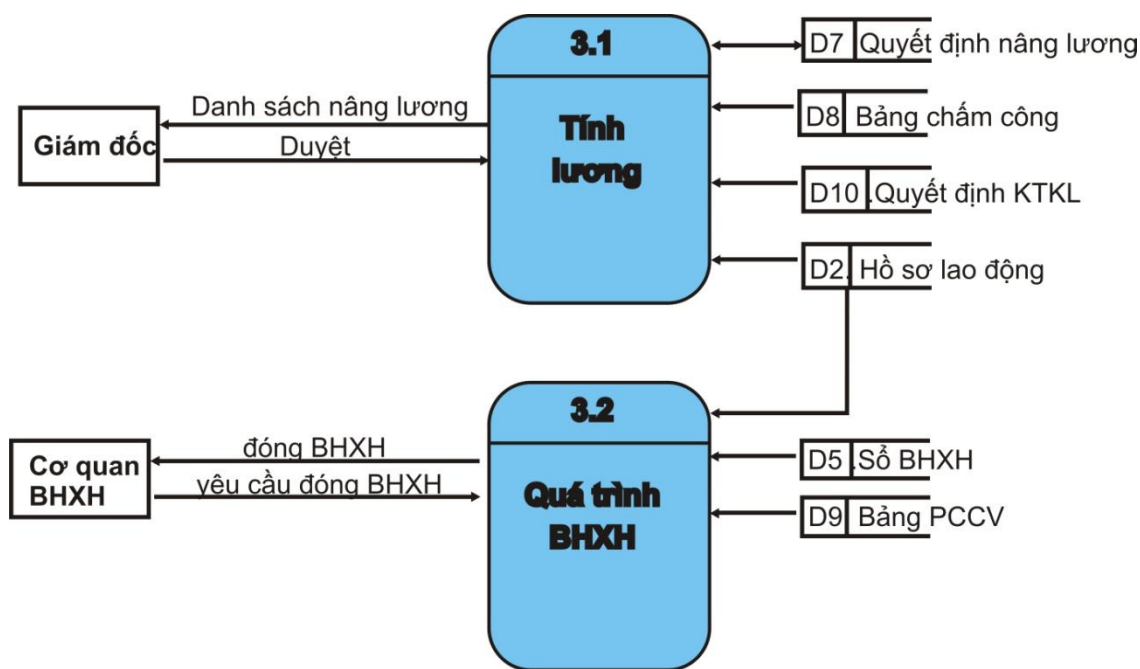 3.1
Tính
lương
Giám đốc
Danh sách nâng lương
Duyệt
D7 Quyết định nâng lương
D8 Bảng chấm công
D10 .Quyết định KTKL
D2. Hồ sơ lao động
3.2
Quá trình
BHXH
Cơ quan
BHXH
đóng BHXH
yêu cầu đóng BHXH
D5 .Sổ BHXH
D9 Bảng PCCV